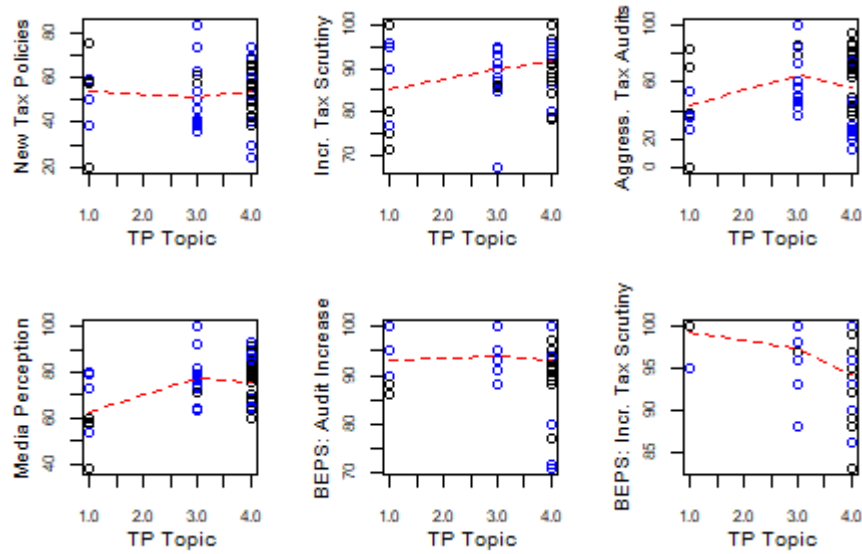 New Tax Policies
20 40 60 80
1.0 2.0 3.0 4.0
TP Topic
Incr. Tax Scrutiny
70 80 90 100
1.0 2.0 3.0 4.0
TP Topic
Aggress. Tax Audits
0 20 60 100
1.0 2.0 3.0 4.0
TP Topic
Media Perception
40 60 80 100
1.0 2.0 3.0 4.0
TP Topic
BEPS: Audit Increase
70 80 90 100
1.0 2.0 3.0 4.0
TP Topic
BEPS: Incr. Tax Scrutiny
85 90 95 100
1.0 2.0 3.0 4.0
TP Topic